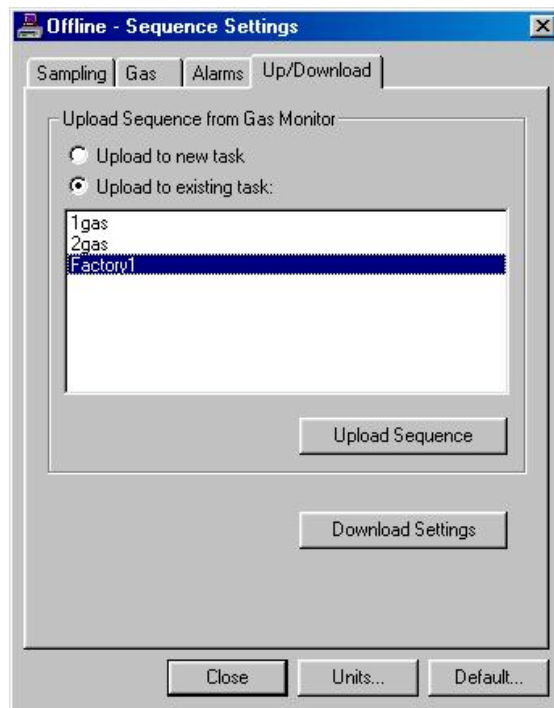 Offline - Sequence Settings
Sampling Gas Alarms Up/Download
Upload Sequence from Gas Monitor
Upload to new task
Upload to existing task:
1gas
2gas
Factory1
Upload Sequence
Download Settings
Close Units... Default...